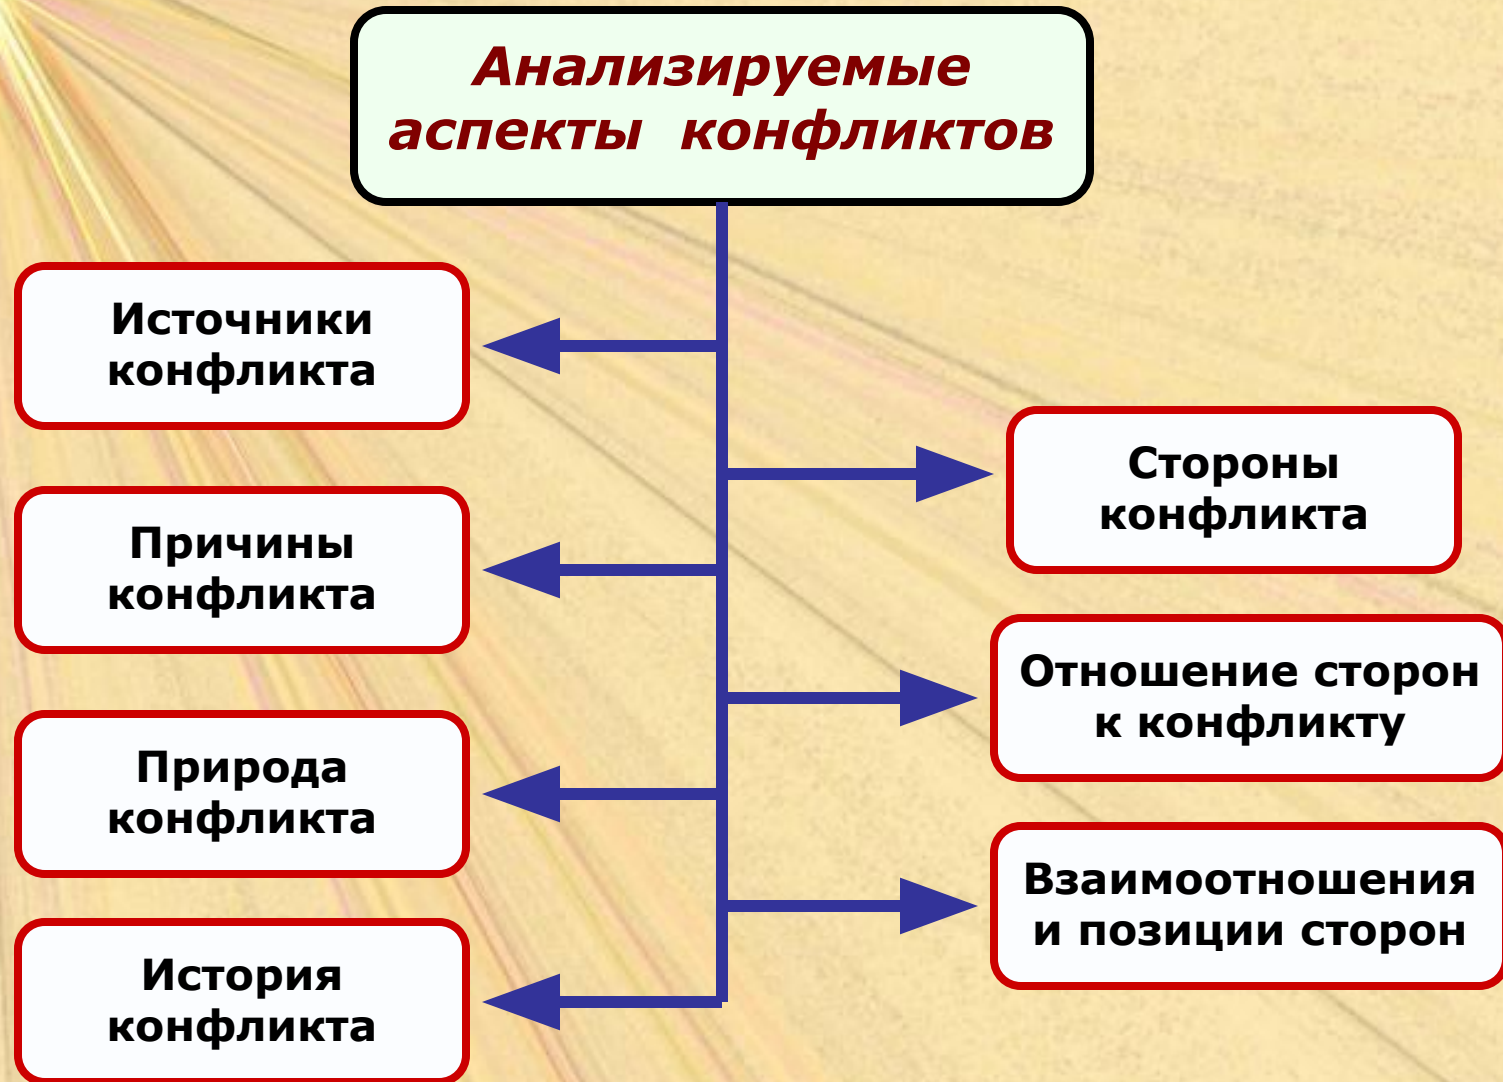 Анализируемые
аспекты конфликтов
Источники
конфликта
Причины
конфликта
Природа
конфликта
История
конфликта
Стороны
конфликта
Отношение сторон
к конфликту
Взаимоотношения
и позиции сторон